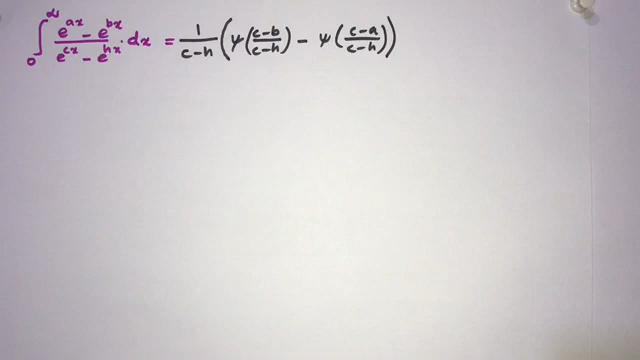 ∫₀^∞ (e^{ax} - e^{bx})/(e^{cx} - e^{hx}) · dx = 1/(c-h) (ψ((c-b)/(c-h)) - ψ((c-a)/(c-h)))